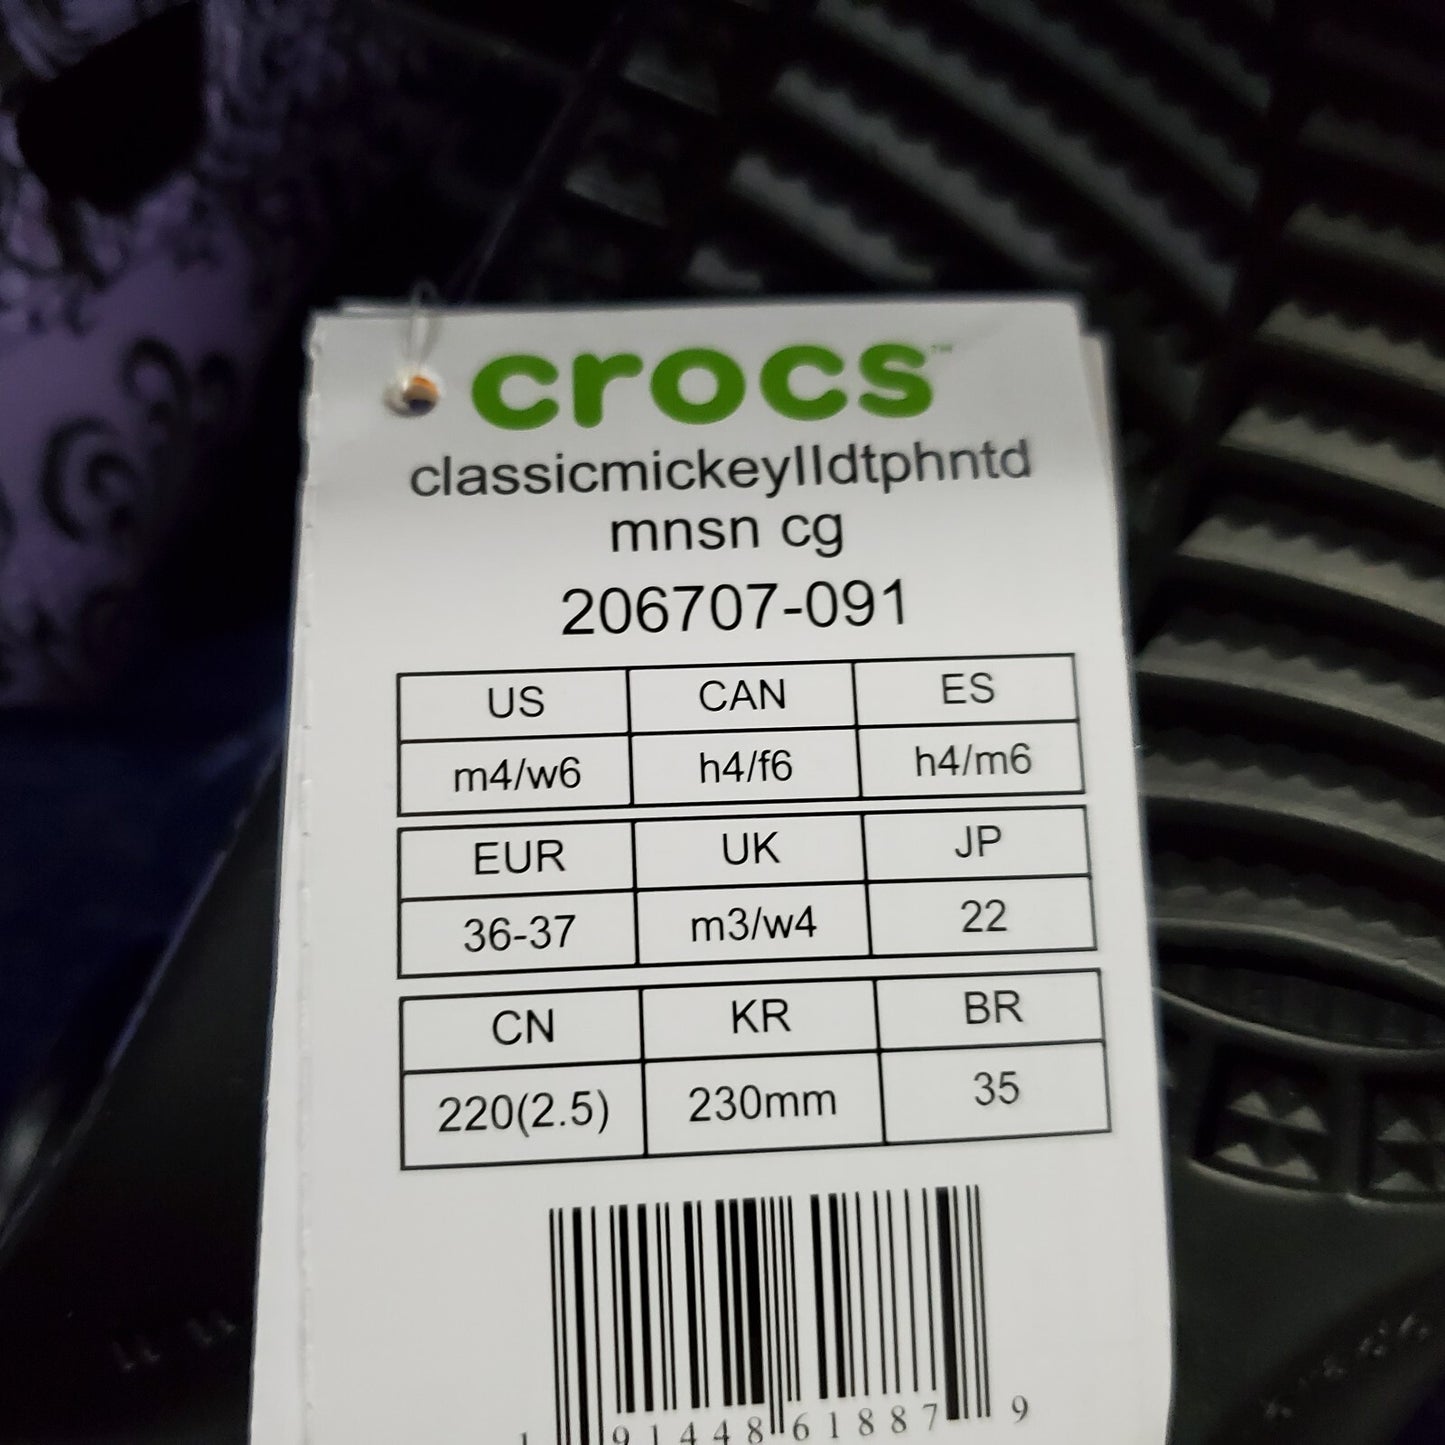 crocs™
classicmickeylldtphntd
mnsn cg
206707-091
US CAN ES
m4/w6 h4/f6 h4/m6
EUR UK JP
36-37 m3/w4 22
CN KR BR
220(2.5) 230mm 35
1 91448 61887 9